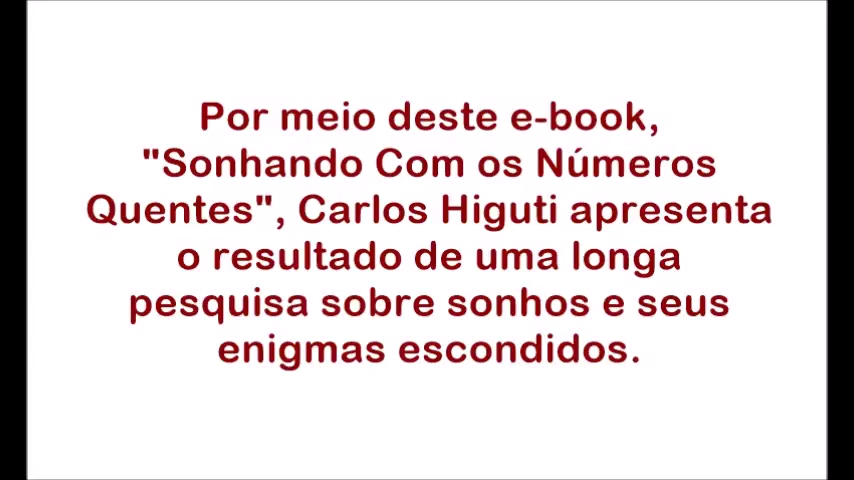 Por meio deste e-book,
"Sonhando Com os Números
Quentes", Carlos Higuti apresenta
o resultado de uma longa
pesquisa sobre sonhos e seus
enigmas escondidos.